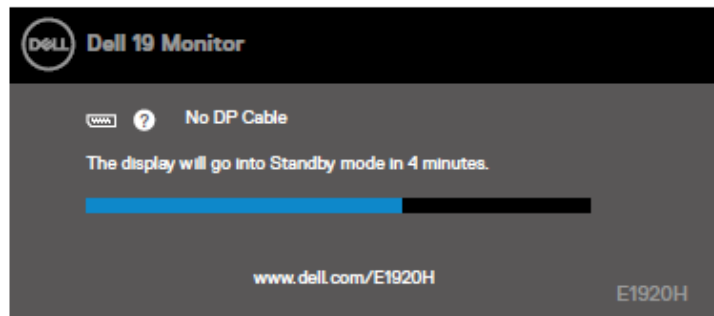 DELL Dell 19 Monitor
? No DP Cable
The display will go into Standby mode in 4 minutes.
www.dell.com/E1920H
E1920H